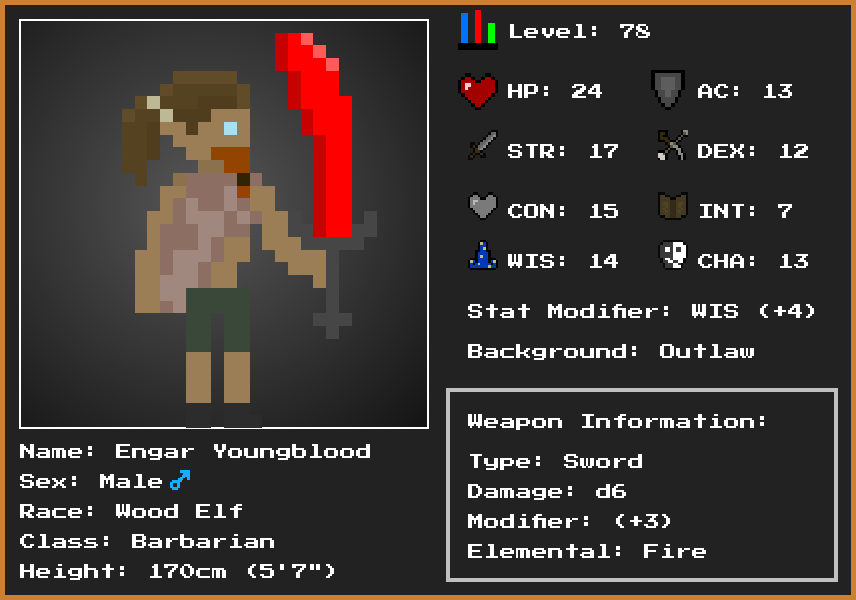 Level: 78
HP: 24 AC: 13
STR: 17 DEX: 12
CON: 15 INT: 7
WIS: 14 CHA: 13
Stat Modifier: WIS (+4)
Background: Outlaw
Name: Engar Youngblood
Sex: Male♂
Race: Wood Elf
Class: Barbarian
Height: 170cm (5'7")
Weapon Information:
Type: Sword
Damage: d6
Modifier: (+3)
Elemental: Fire